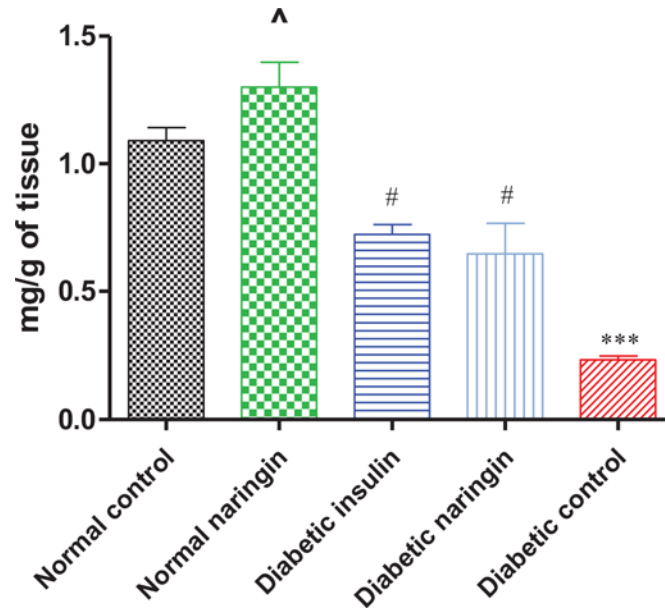 ^
1.5
1.0
0.5
0.0
mg/g of tissue
#
#
***
Normal control
Normal naringin
Diabetic insulin
Diabetic naringin
Diabetic control